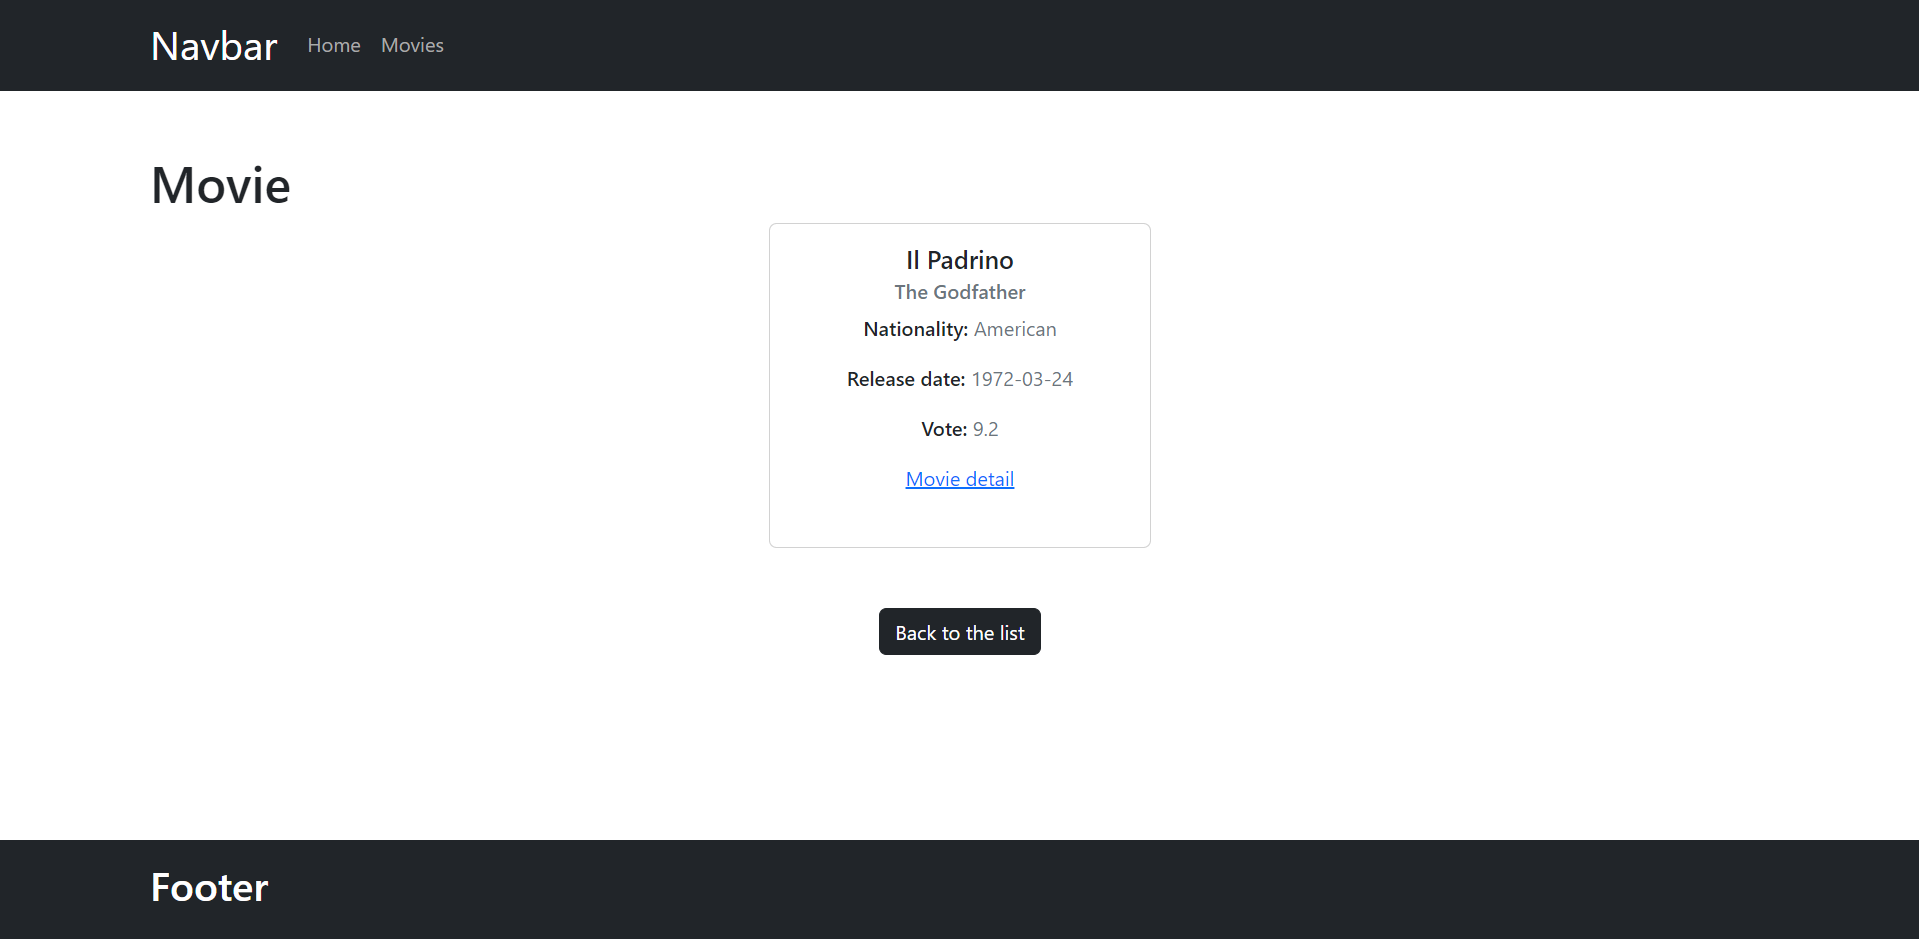 Navbar Home Movies
Movie
Il Padrino
The Godfather
Nationality: American
Release date: 1972-03-24
Vote: 9.2
Movie detail
Back to the list
Footer